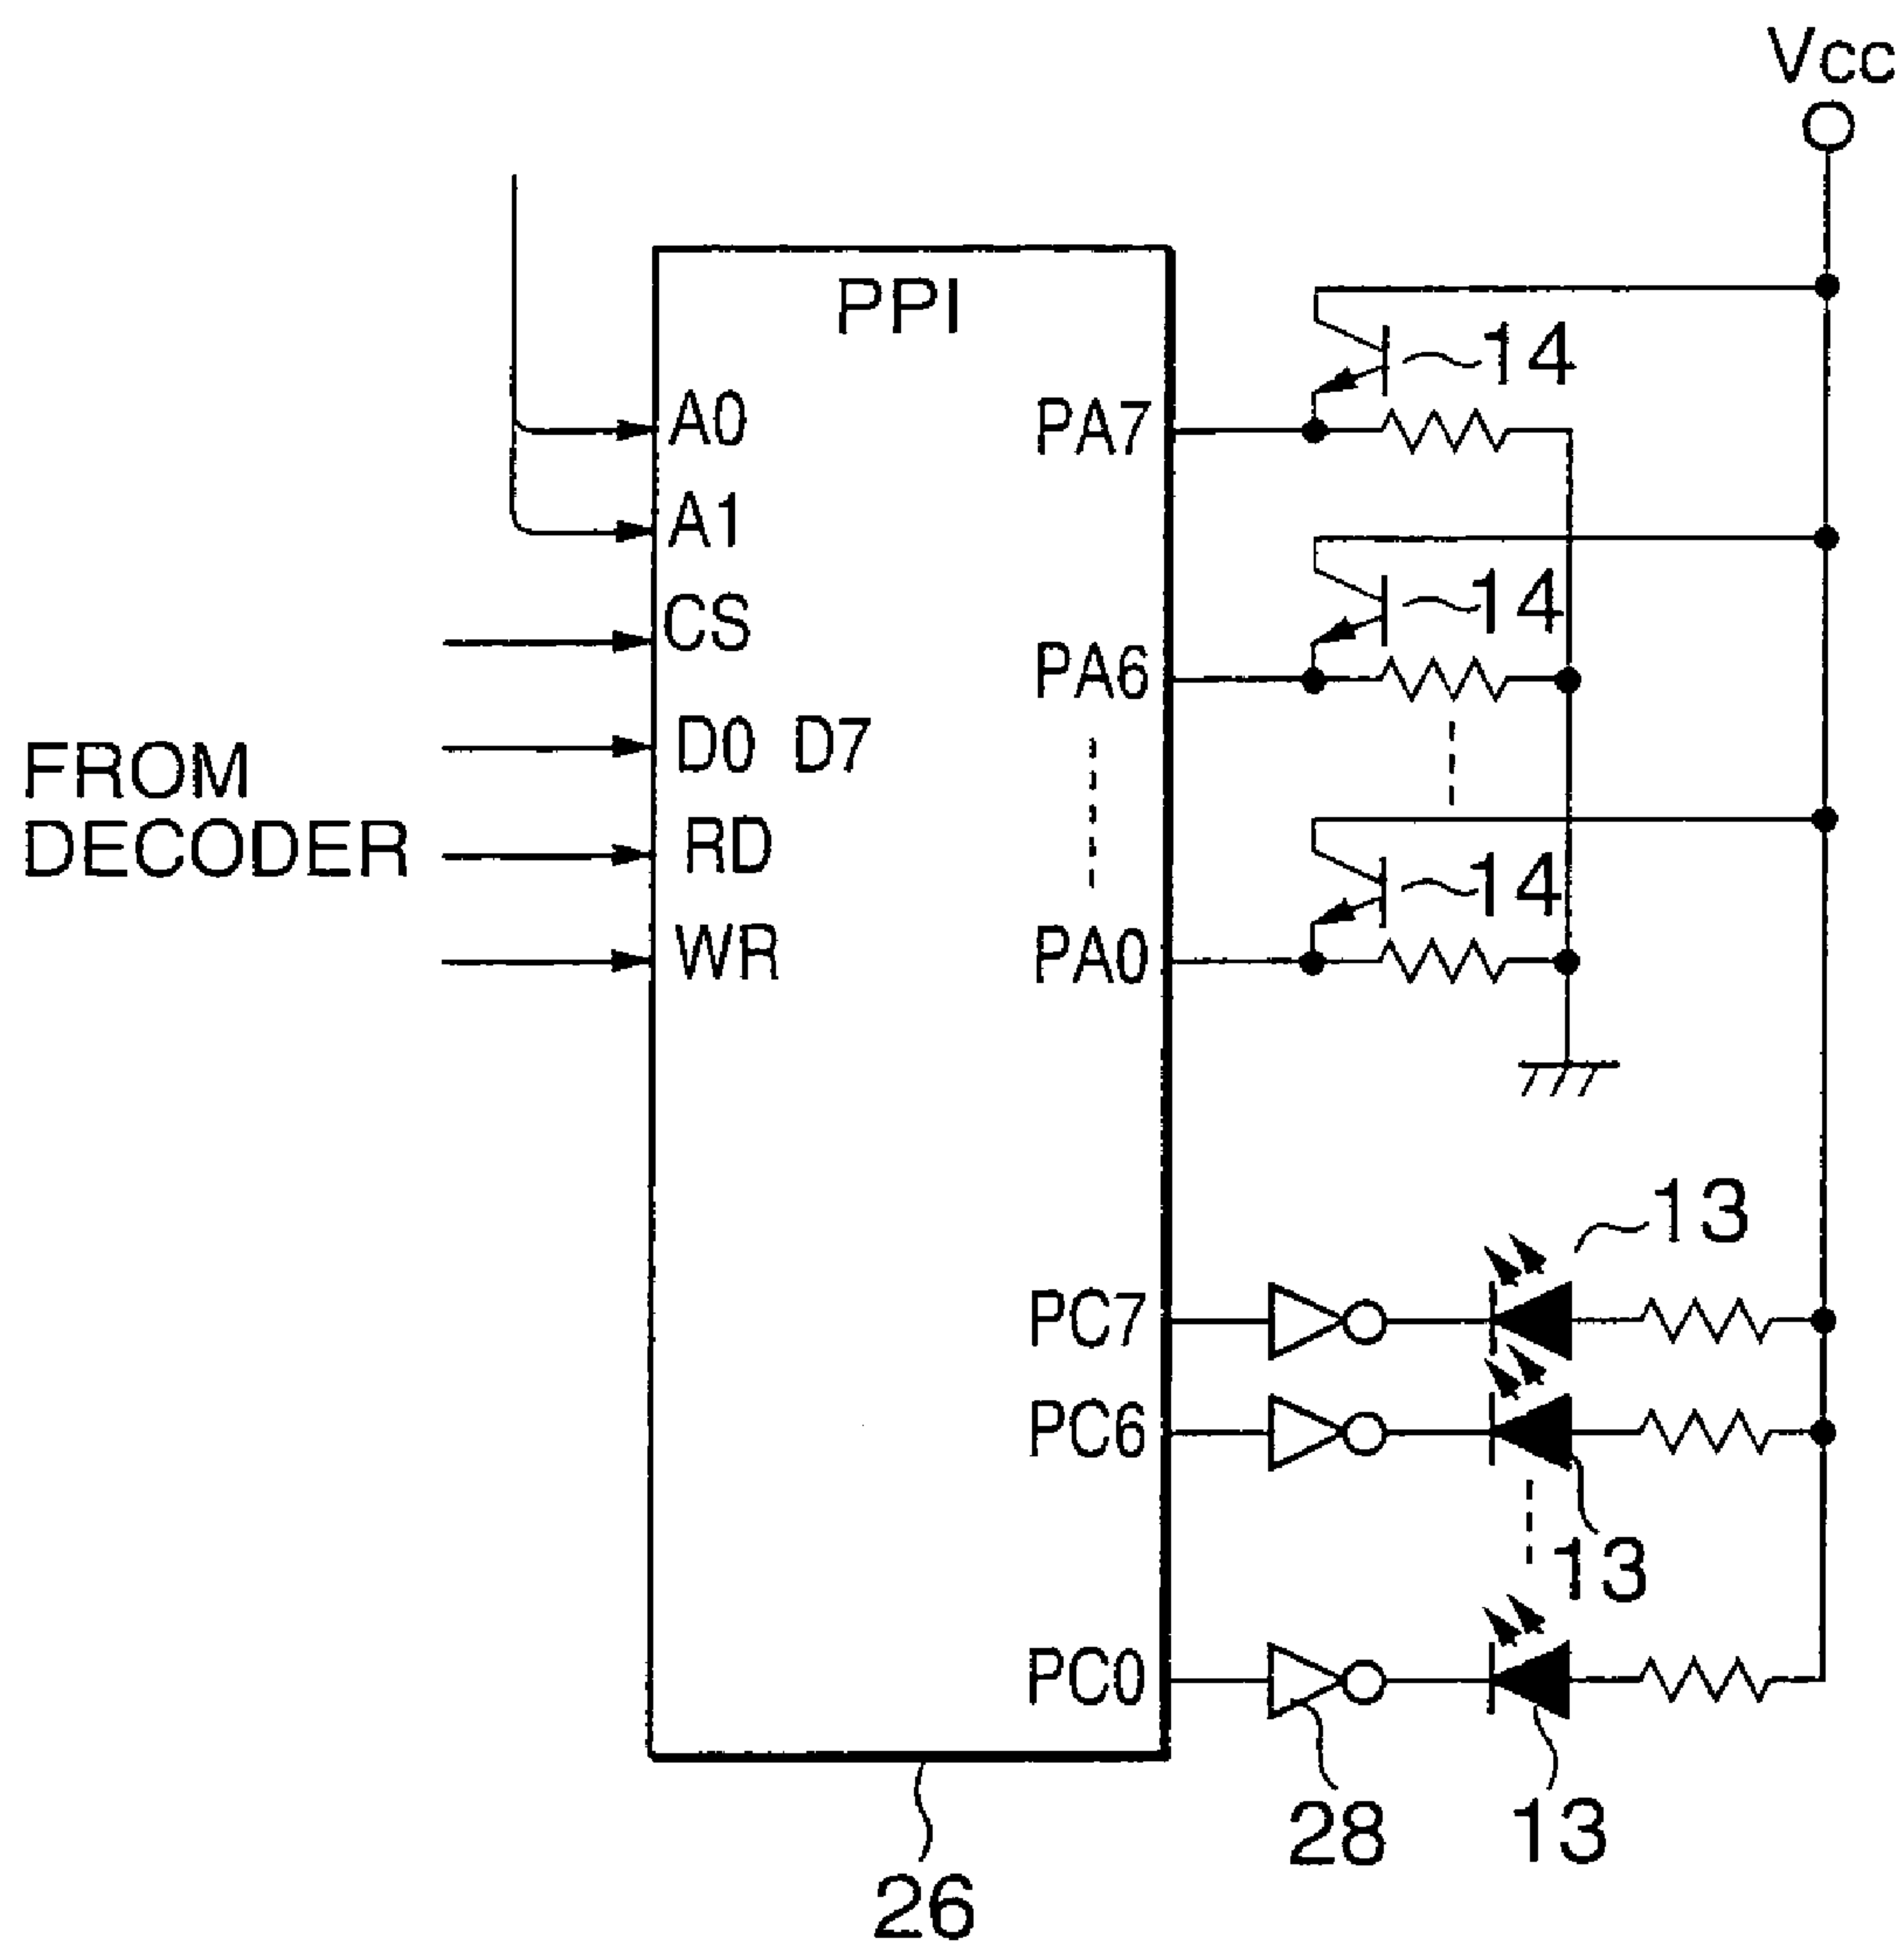 Vcc
PPI
14
A0
PA7
A1
14
CS
PA6
D0 D7
FROM
DECODER
RD
14
WR
PA0
13
PC7
PC6
13
PC0
28
13
26